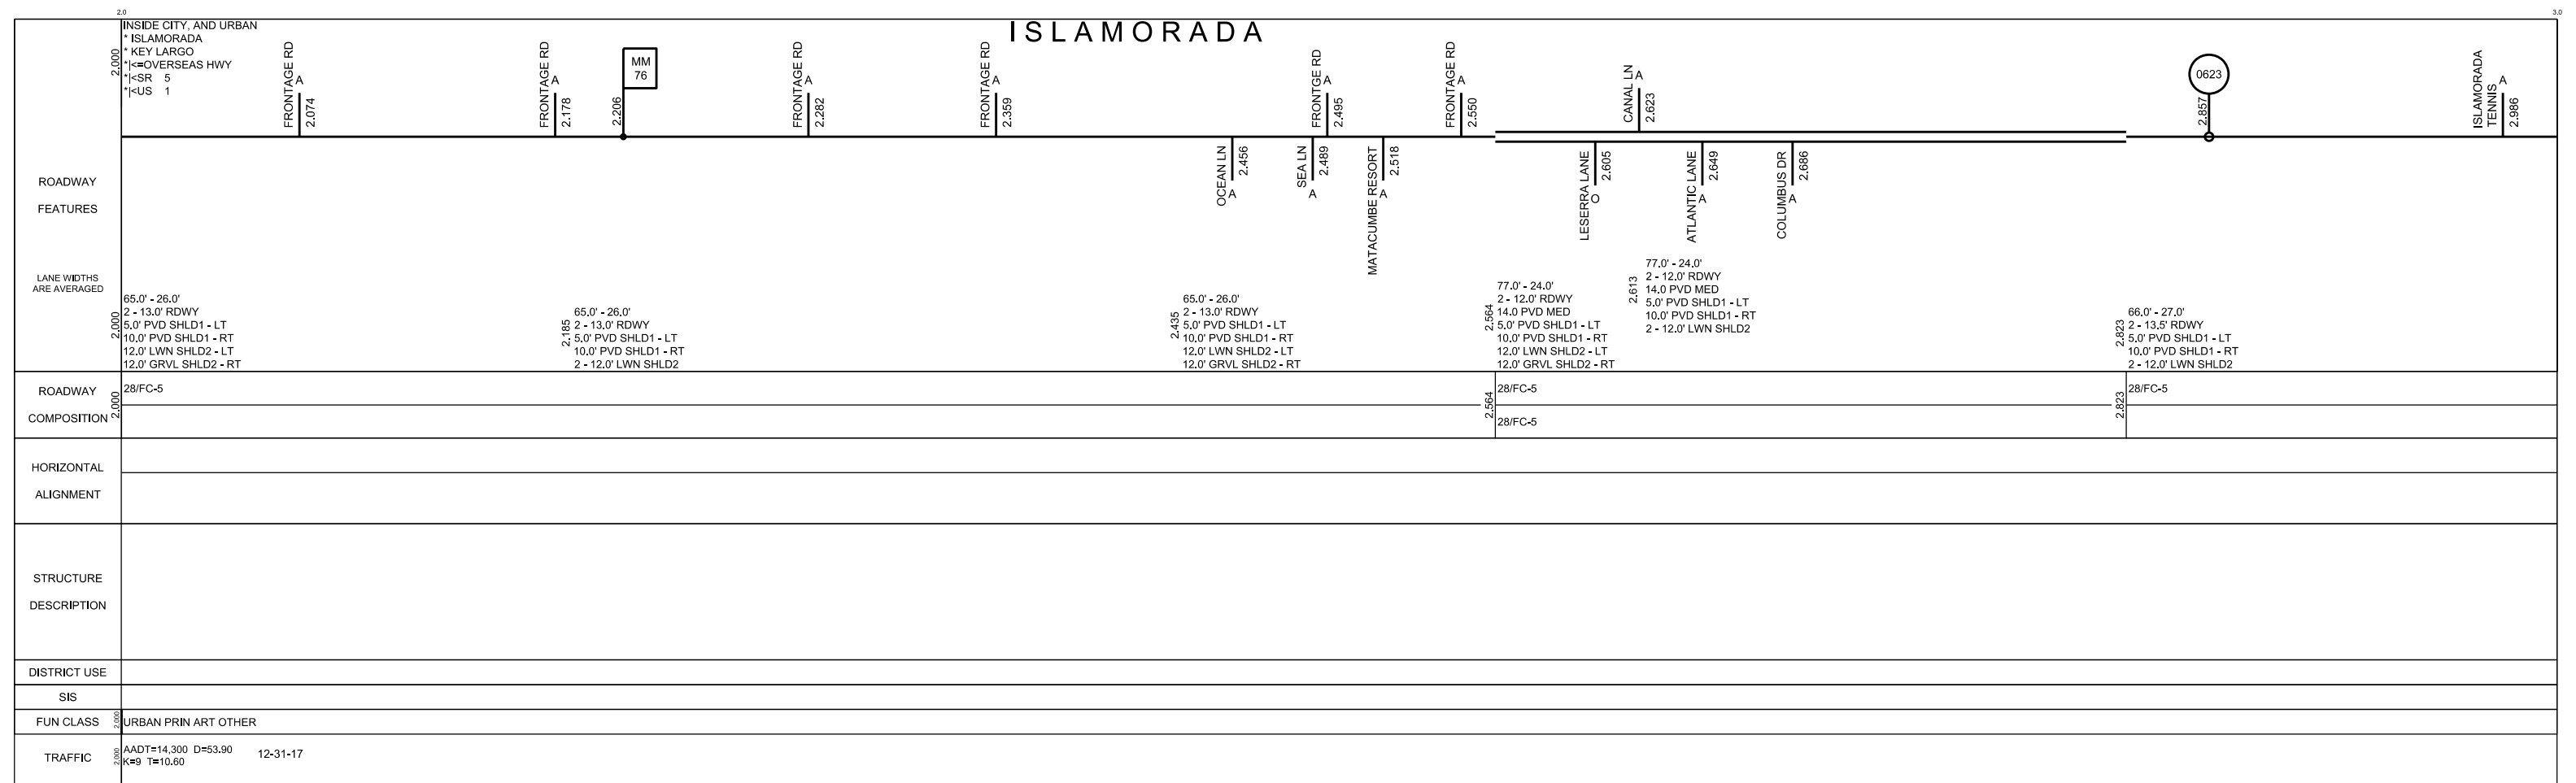 2.0
3.0
ISLAMORADA
2.000
INSIDE CITY, AND URBAN
* ISLAMORADA
* KEY LARGO
*|<=OVERSEAS HWY
*|<SR 5
*|<US 1
FRONTAGE RD A
2.074
FRONTAGE RD A
2.178
MM
76
2.206
FRONTAGE RD A
2.282
FRONTAGE RD A
2.359
FRONTGE RD A
2.495
FRONTAGE RD A
2.550
CANAL LN A
2.623
0623
2.857
ISLAMORADA
TENNIS A
2.986
OCEAN LN A
2.456
SEA LN A
2.489
MATACUMBE RESORT A
2.518
LESERRA LANE O
2.605
ATLANTIC LANE A
2.649
COLUMBUS DR A
2.686
ROADWAY
FEATURES
LANE WIDTHS
ARE AVERAGED
2.000
65.0' - 26.0'
2 - 13.0' RDWY
5.0' PVD SHLD1 - LT
10.0' PVD SHLD1 - RT
12.0' LWN SHLD2 - LT
12.0' GRVL SHLD2 - RT
2.185
65.0' - 26.0'
2 - 13.0' RDWY
5.0' PVD SHLD1 - LT
10.0' PVD SHLD1 - RT
2 - 12.0' LWN SHLD2
2.435
65.0' - 26.0'
2 - 13.0' RDWY
5.0' PVD SHLD1 - LT
10.0' PVD SHLD1 - RT
12.0' LWN SHLD2 - LT
12.0' GRVL SHLD2 - RT
2.564
77.0' - 24.0'
2 - 12.0' RDWY
14.0 PVD MED
5.0' PVD SHLD1 - LT
10.0' PVD SHLD1 - RT
12.0' LWN SHLD2 - LT
12.0' GRVL SHLD2 - RT
2.613
77.0' - 24.0'
2 - 12.0' RDWY
14.0 PVD MED
5.0' PVD SHLD1 - LT
10.0' PVD SHLD1 - RT
2 - 12.0' LWN SHLD2
2.823
66.0' - 27.0'
2 - 13.5' RDWY
5.0' PVD SHLD1 - LT
10.0' PVD SHLD1 - RT
2 - 12.0' LWN SHLD2
ROADWAY
COMPOSITION
2.000
28/FC-5
2.564
28/FC-5
28/FC-5
2.823
28/FC-5
HORIZONTAL
ALIGNMENT
STRUCTURE
DESCRIPTION
DISTRICT USE
SIS
FUN CLASS
2.000
URBAN PRIN ART OTHER
TRAFFIC
2.000
AADT=14,300 D=53.90
K=9 T=10.60
12-31-17